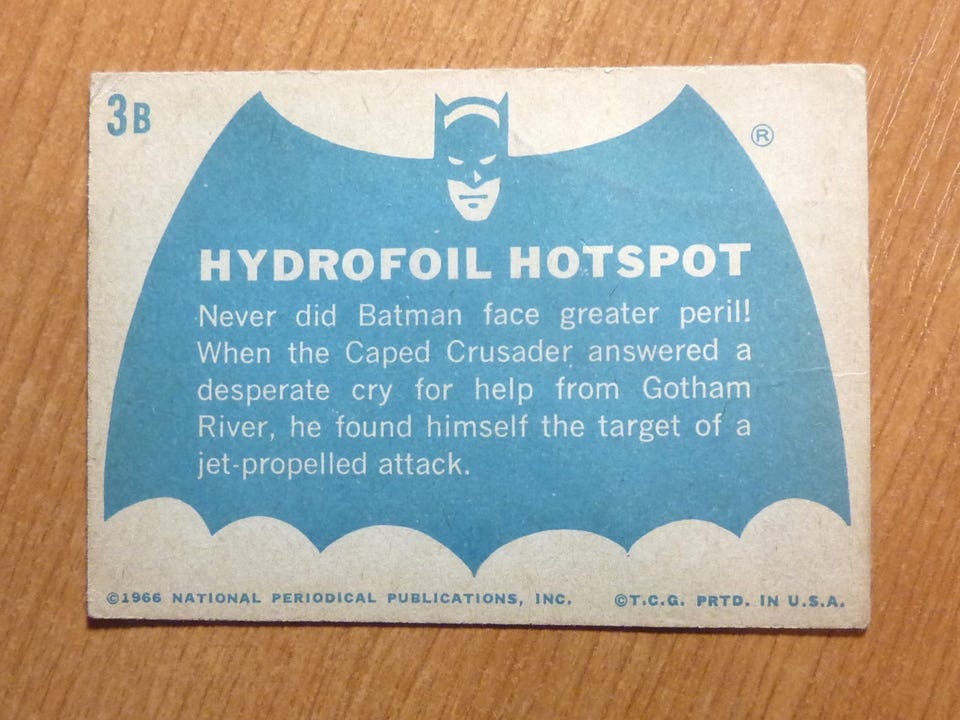 3B
®
HYDROFOIL HOTSPOT
Never did Batman face greater peril!
When the Caped Crusader answered a
desperate cry for help from Gotham
River, he found himself the target of a
jet-propelled attack.
©1966 NATIONAL PERIODICAL PUBLICATIONS, INC. ©T.C.G. PRTD. IN U.S.A.